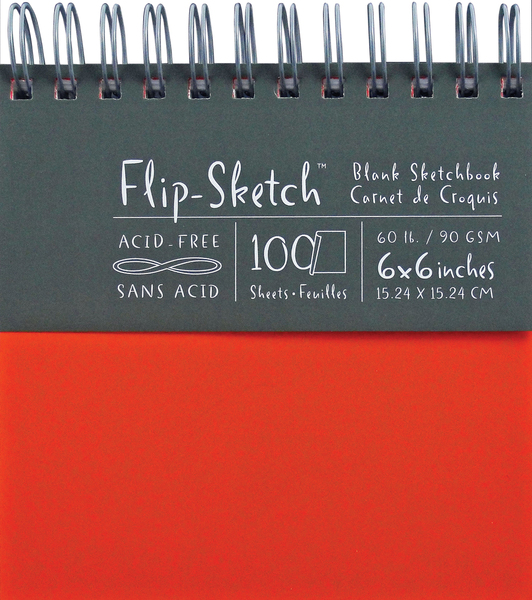 Flip-Sketch™
Blank Sketchbook
Carnet de Croquis
ACID-FREE
SANS ACID
100
Sheets • Feuilles
60 lb. / 90 GSM
6x6 inches
15.24 X 15.24 CM